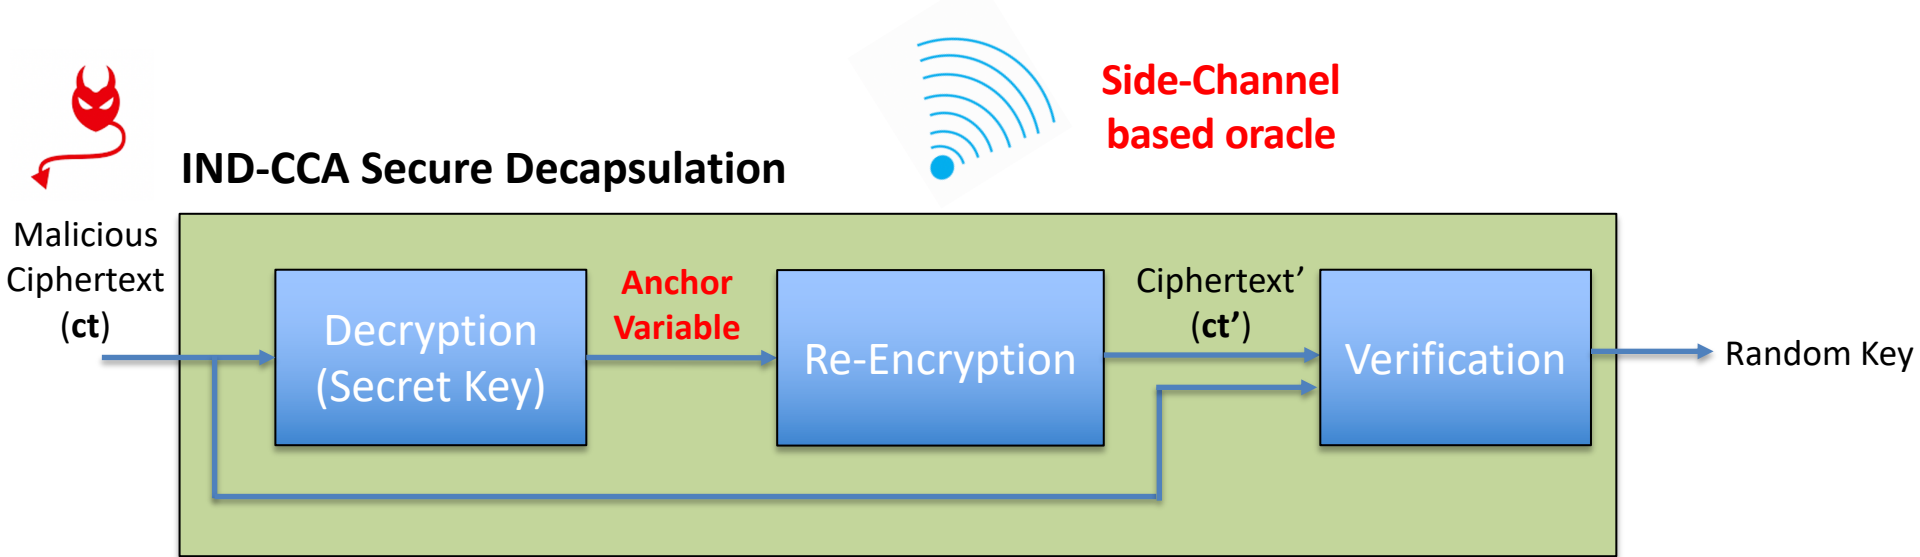 Side-Channel
based oracle
IND-CCA Secure Decapsulation
Malicious
Ciphertext
(ct)
Decryption
(Secret Key)
Anchor
Variable
Re-Encryption
Ciphertext’
(ct’)
Verification
Random Key